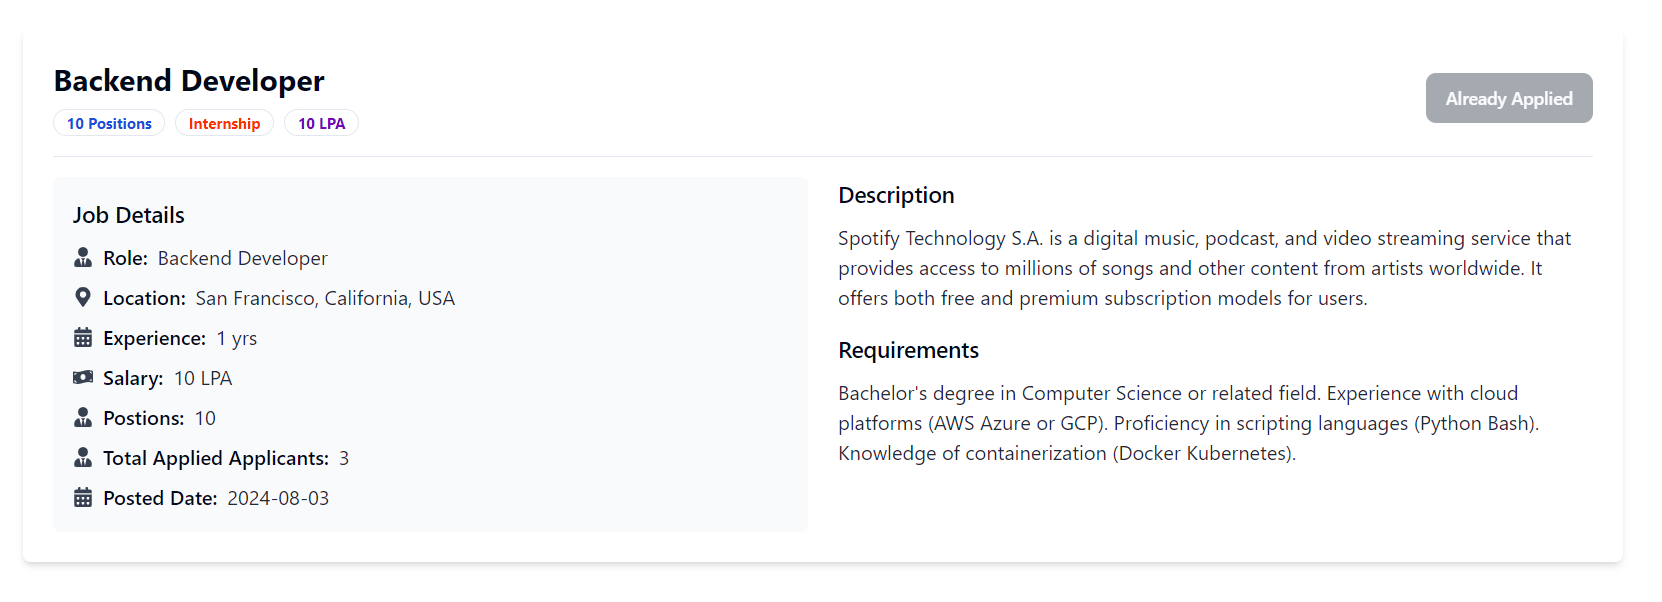 Backend Developer
10 Positions Internship 10 LPA
Already Applied
Job Details
Role: Backend Developer
Location: San Francisco, California, USA
Experience: 1 yrs
Salary: 10 LPA
Postions: 10
Total Applied Applicants: 3
Posted Date: 2024-08-03
Description
Spotify Technology S.A. is a digital music, podcast, and video streaming service that
provides access to millions of songs and other content from artists worldwide. It
offers both free and premium subscription models for users.
Requirements
Bachelor's degree in Computer Science or related field. Experience with cloud
platforms (AWS Azure or GCP). Proficiency in scripting languages (Python Bash).
Knowledge of containerization (Docker Kubernetes).